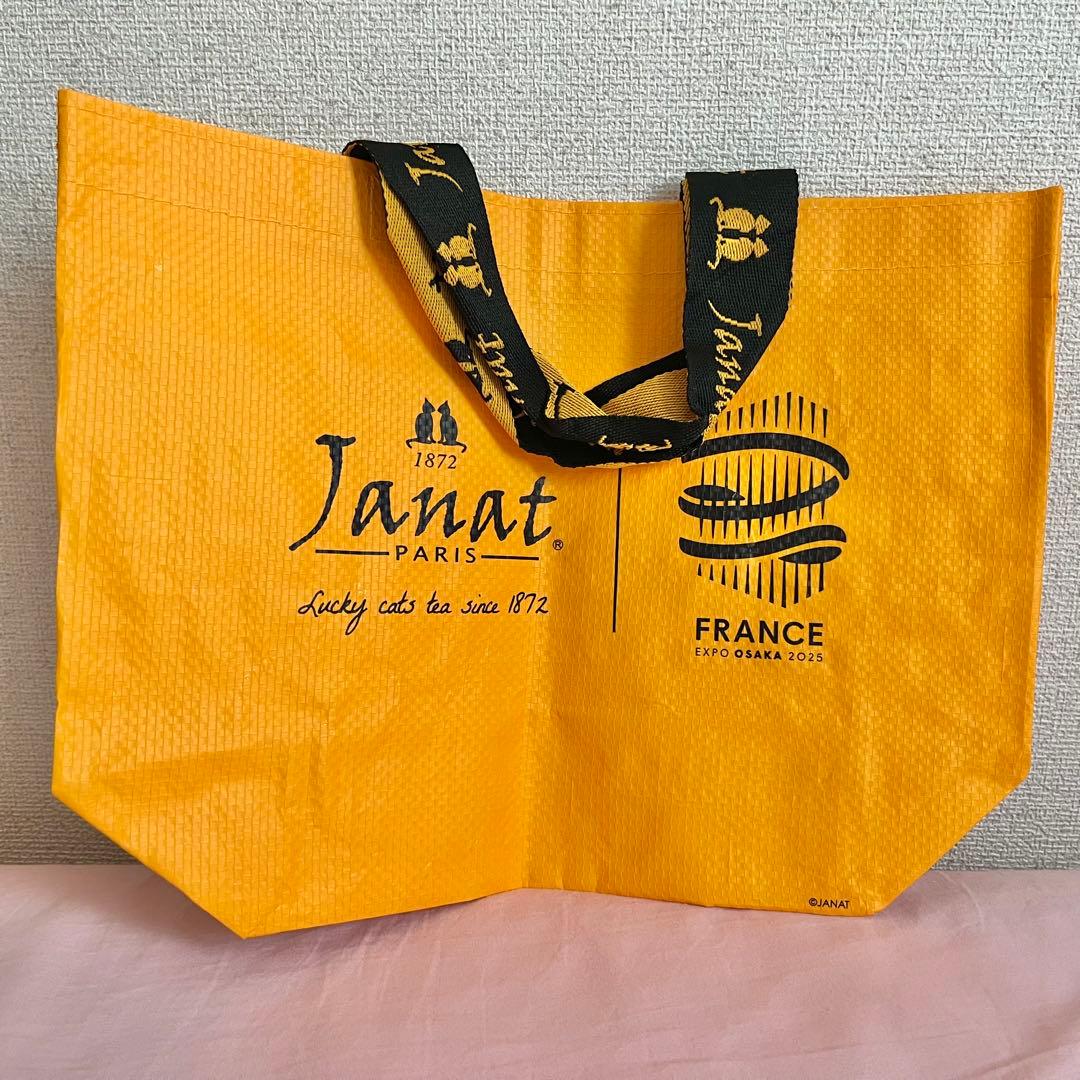 1872
Janat®
PARIS
Lucky cats tea since 1872
FRANCE
EXPO OSAKA 2025
©JANAT